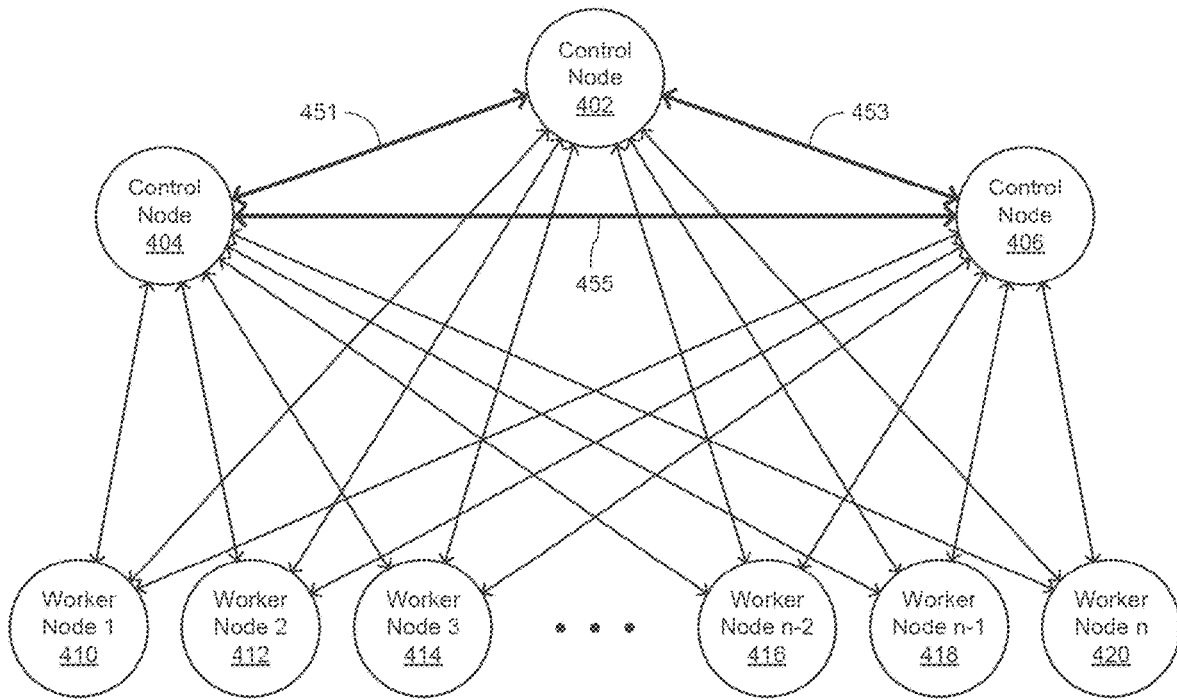 Control
Node
402
451
453
Control
Node
404
Control
Node
406
455
Worker
Node 1
410
Worker
Node 2
412
Worker
Node 3
414
Worker
Node n-2
416
Worker
Node n-1
418
Worker
Node n
420